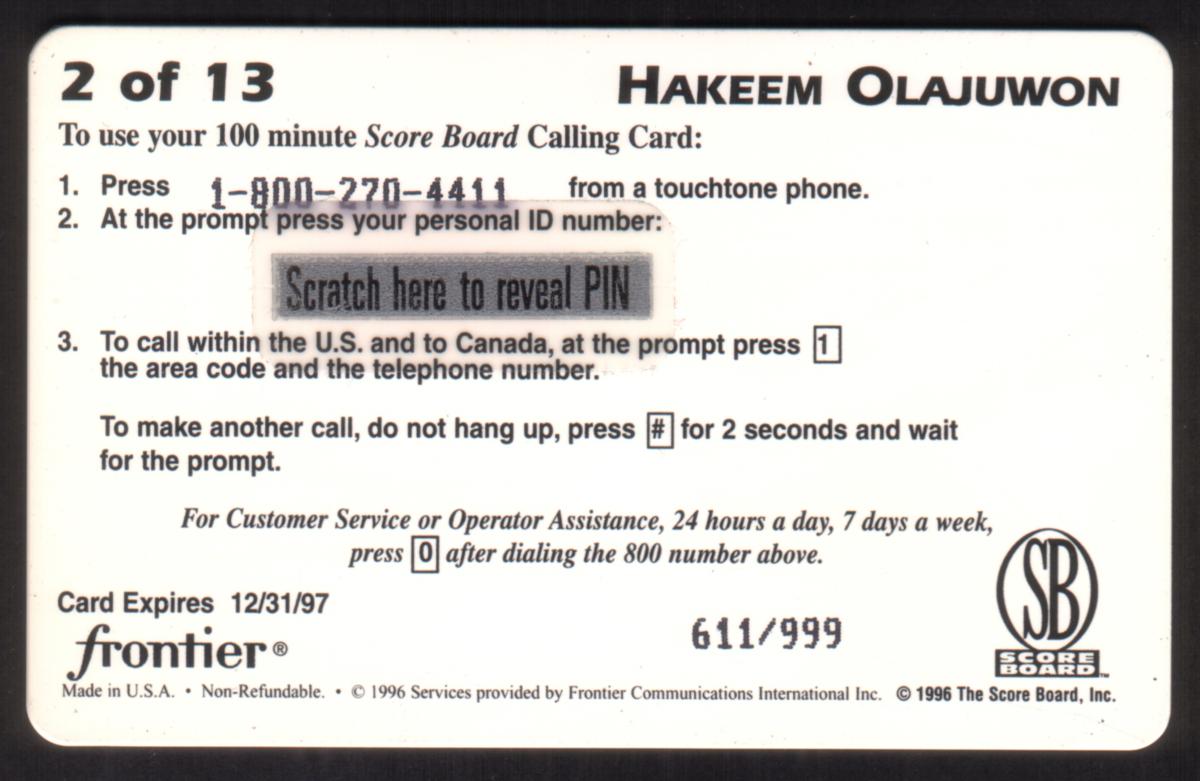 2 of 13
HAKEEM OLAJUWON
To use your 100 minute Score Board Calling Card:
1. Press 1-800-270-4411 from a touchtone phone.
2. At the prompt press your personal ID number:
Scratch here to reveal PIN
3. To call within the U.S. and to Canada, at the prompt press 1
the area code and the telephone number.
To make another call, do not hang up, press # for 2 seconds and wait
for the prompt.
For Customer Service or Operator Assistance, 24 hours a day, 7 days a week,
press 0 after dialing the 800 number above.
Card Expires 12/31/97
frontier®
611/999
SB
SCORE
BOARD™
Made in U.S.A. • Non-Refundable. • © 1996 Services provided by Frontier Communications International Inc. © 1996 The Score Board, Inc.